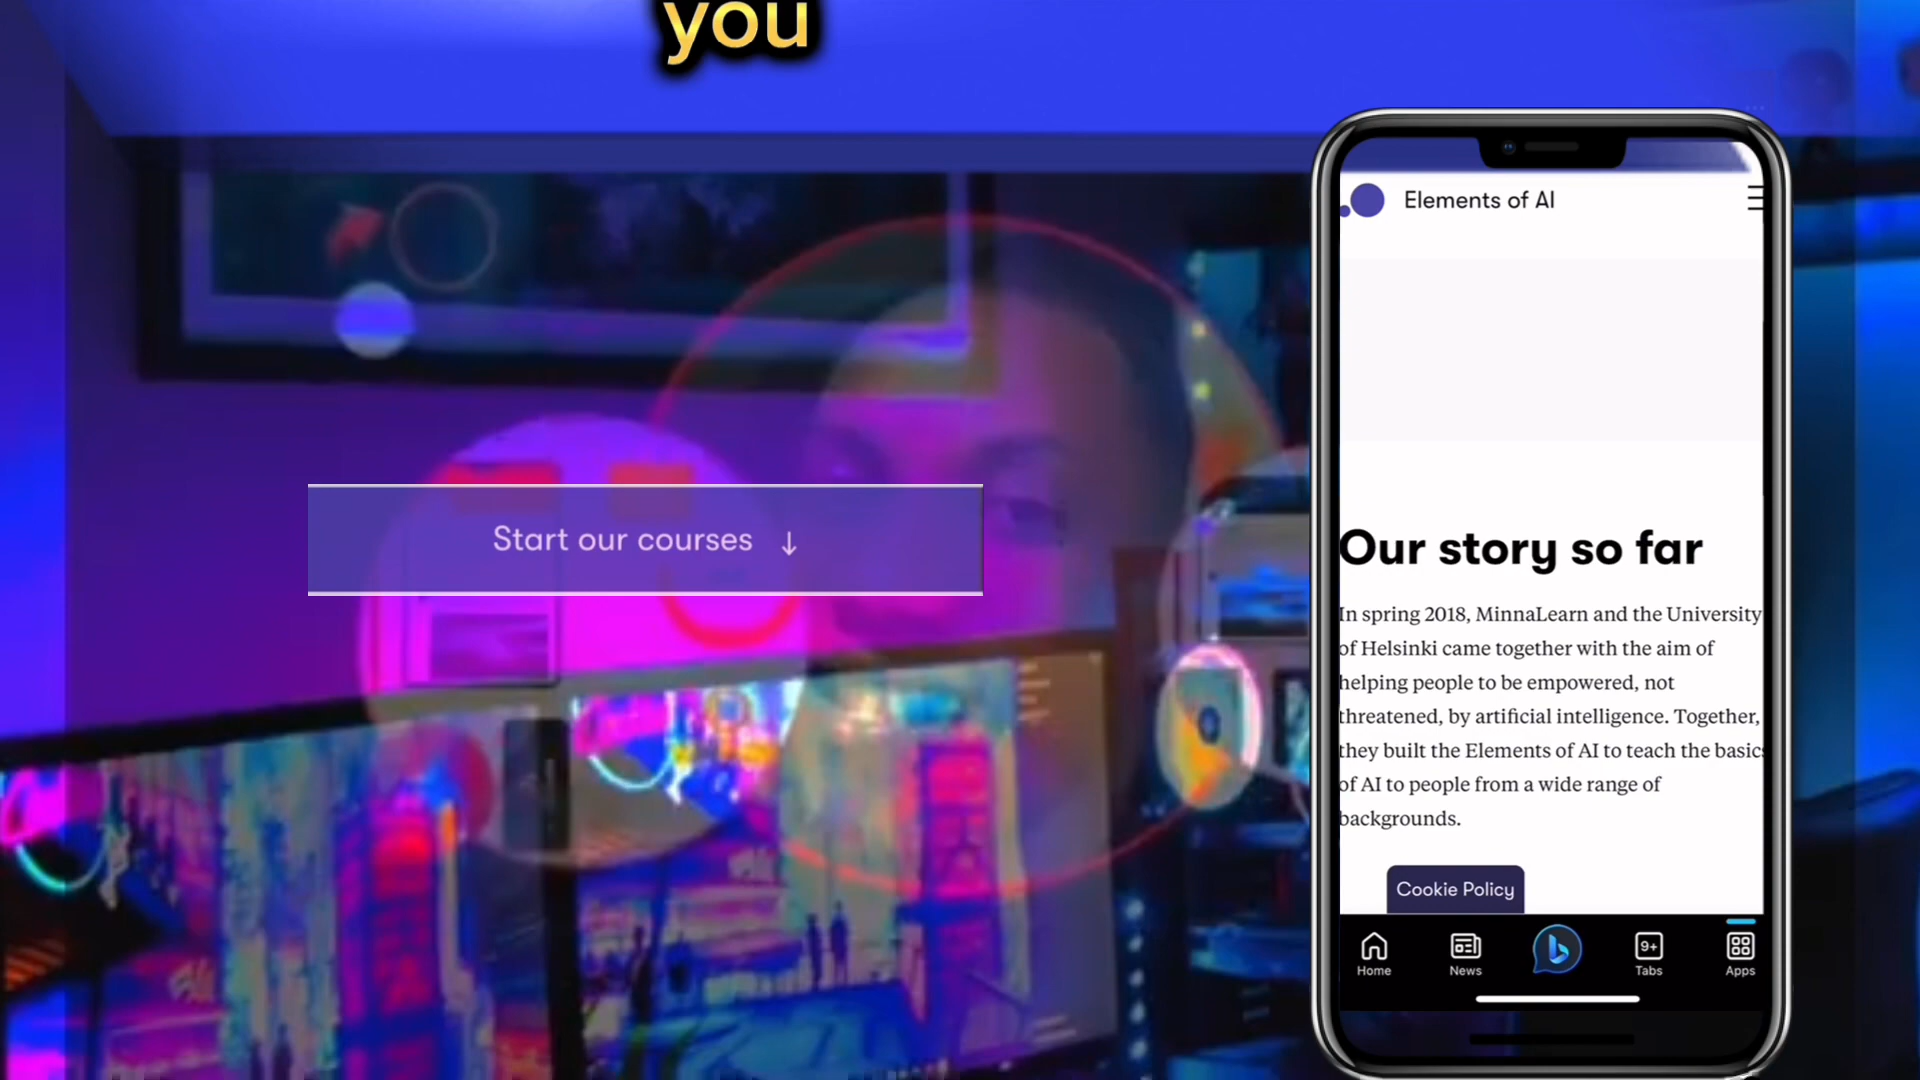 you
Start our courses ↓
Elements of AI
Our story so far
In spring 2018, MinnaLearn and the University
of Helsinki came together with the aim of
helping people to be empowered, not
threatened, by artificial intelligence. Together,
they built the Elements of AI to teach the basics
of AI to people from a wide range of
backgrounds.
Cookie Policy
9+
Home
News
Tabs
Apps